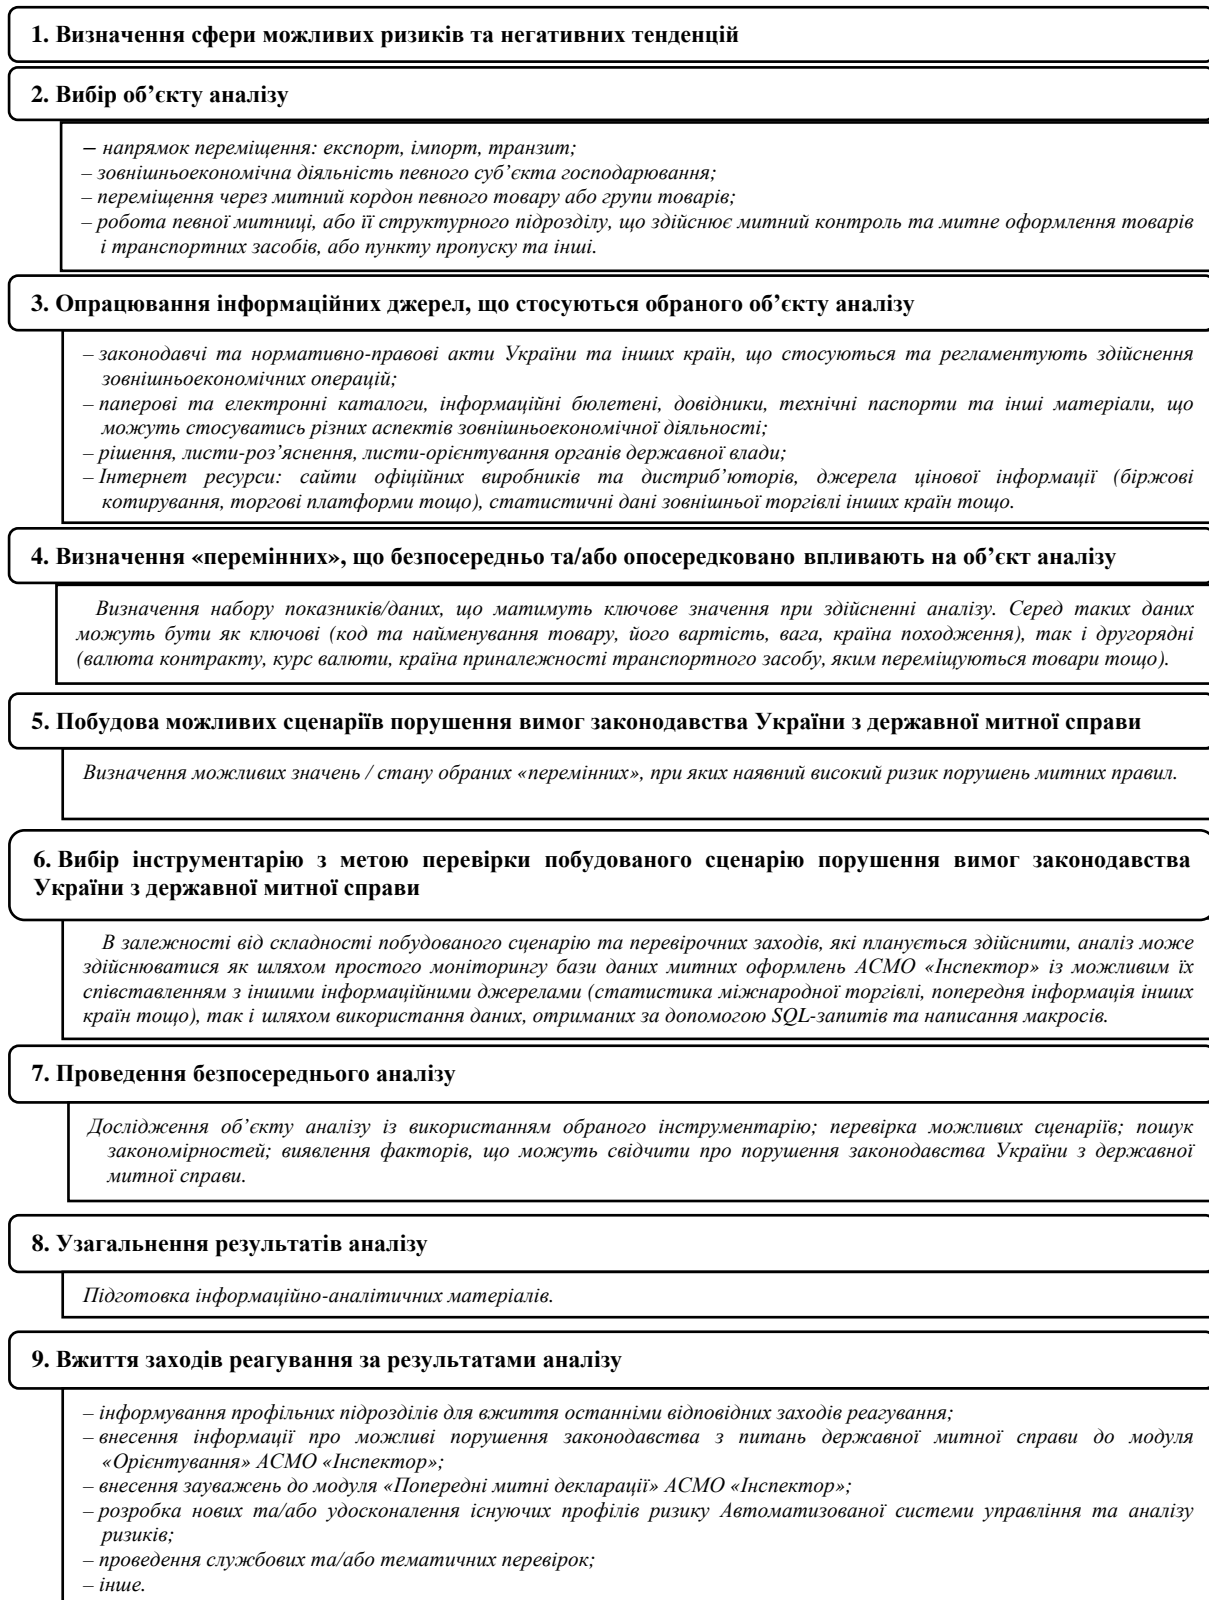 1. Визначення сфери можливих ризиків та негативних тенденцій
2. Вибір об’єкту аналізу
– напрямок переміщення: експорт, імпорт, транзит;
– зовнішньоекономічна діяльність певного суб’єкта господарювання;
– переміщення через митний кордон певного товару або групи товарів;
– робота певної митниці, або її структурного підрозділу, що здійснює митний контроль та митне оформлення товарів
і транспортних засобів, або пункту пропуску та інші.
3. Опрацювання інформаційних джерел, що стосуються обраного об’єкту аналізу
– законодавчі та нормативно-правові акти України та інших країн, що стосуються та регламентують здійснення
зовнішньоекономічних операцій;
– паперові та електронні каталоги, інформаційні бюлетені, довідники, технічні паспорти та інші матеріали, що
можуть стосуватись різних аспектів зовнішньоекономічної діяльності;
– рішення, листи-роз’яснення, листи-орієнтування органів державної влади;
– Інтернет ресурси: сайти офіційних виробників та дистриб’юторів, джерела цінової інформації (біржові
котирування, торгові платформи тощо), статистичні дані зовнішньої торгівлі інших країн тощо.
4. Визначення «перемінних», що безпосередньо та/або опосередковано впливають на об’єкт аналізу
Визначення набору показників/даних, що матимуть ключове значення при здійсненні аналізу. Серед таких даних
можуть бути як ключові (код та найменування товару, його вартість, вага, країна походження), так і другорядні
(валюта контракту, курс валюти, країна приналежності транспортного засобу, яким переміщуються товари тощо).
5. Побудова можливих сценаріїв порушення вимог законодавства України з державної митної справи
Визначення можливих значень / стану обраних «перемінних», при яких наявний високий ризик порушень митних правил.
6. Вибір інструментарію з метою перевірки побудованого сценарію порушення вимог законодавства
України з державної митної справи
В залежності від складності побудованого сценарію та перевірочних заходів, які планується здійснити, аналіз може
здійснюватися як шляхом простого моніторингу бази даних митних оформлень АСМО «Інспектор» із можливим їх
співставленням з іншими інформаційними джерелами (статистика міжнародної торгівлі, попередня інформація інших
країн тощо), так і шляхом використання даних, отриманих за допомогою SQL-запитів та написання макросів.
7. Проведення безпосереднього аналізу
Дослідження об’єкту аналізу із використанням обраного інструментарію; перевірка можливих сценаріїв; пошук
закономірностей; виявлення факторів, що можуть свідчити про порушення законодавства України з державної
митної справи.
8. Узагальнення результатів аналізу
Підготовка інформаційно-аналітичних матеріалів.
9. Вжиття заходів реагування за результатами аналізу
– інформування профільних підрозділів для вжиття останніми відповідних заходів реагування;
– внесення інформації про можливі порушення законодавства з питань державної митної справи до модуля
«Орієнтування» АСМО «Інспектор»;
– внесення зауважень до модуля «Попередні митні декларації» АСМО «Інспектор»;
– розробка нових та/або удосконалення існуючих профілів ризику Автоматизованої системи управління та аналізу
ризиків;
– проведення службових та/або тематичних перевірок;
– інше.